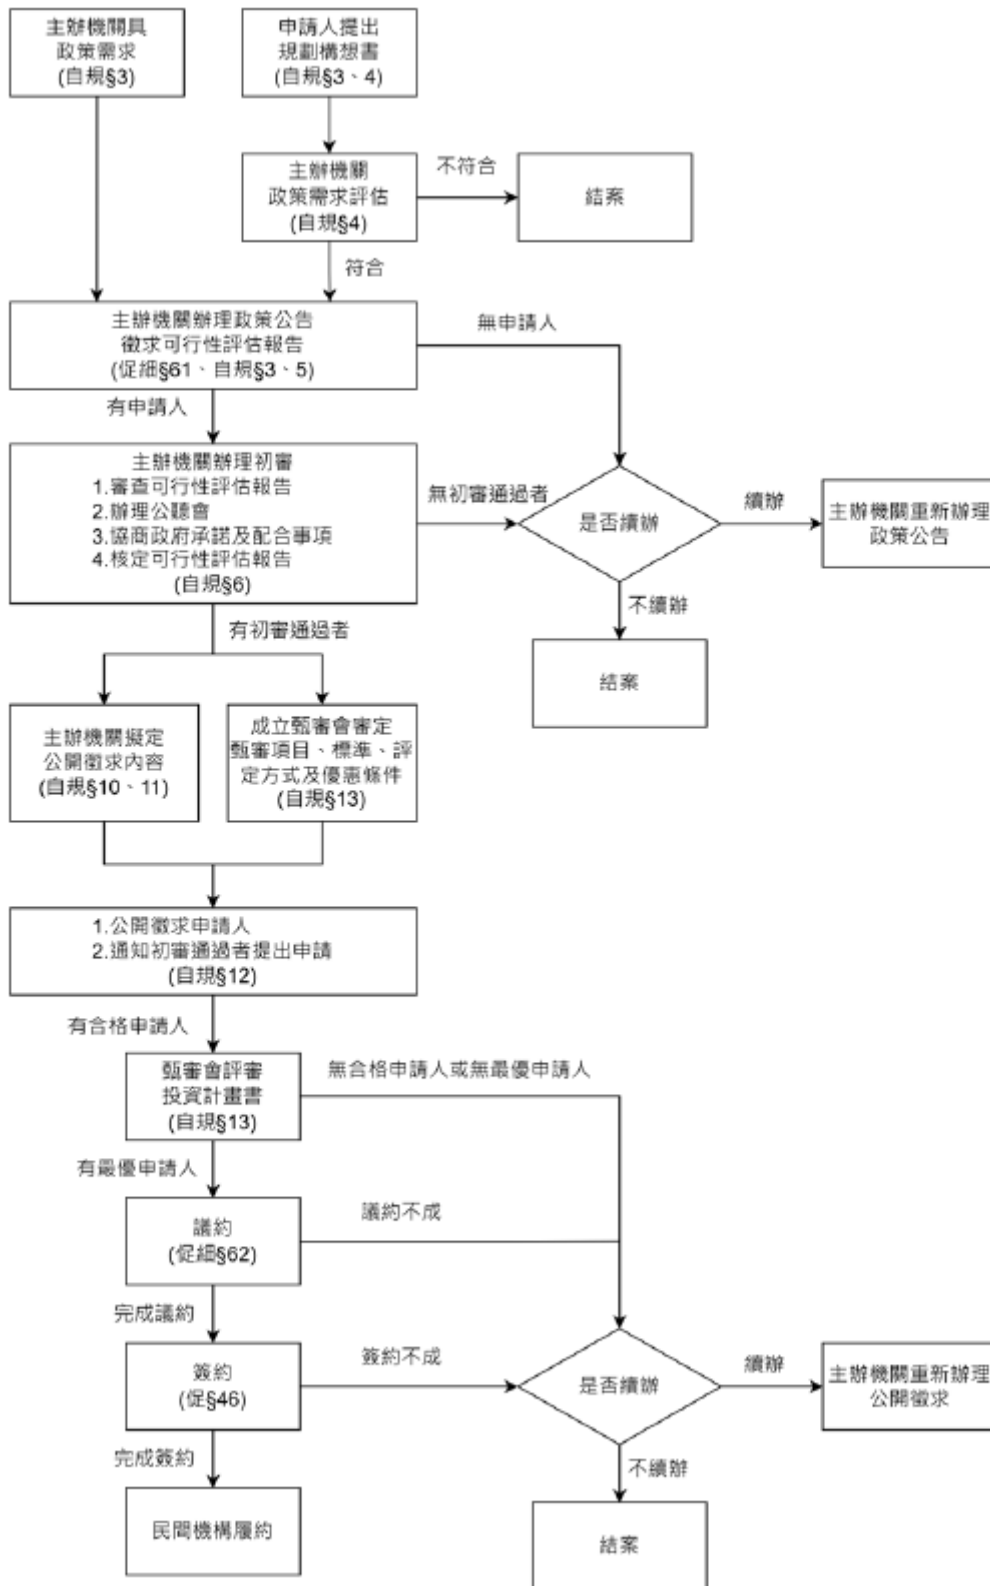 主辦機關具
政策需求
(自規§3)
申請人提出
規劃構想書
(自規§3、4)
主辦機關
政策需求評估
(自規§4)
不符合
結案
符合
主辦機關辦理政策公告
徵求可行性評估報告
(促細§61、自規§3、5)
無申請人
有申請人
主辦機關辦理初審
1.審查可行性評估報告
2.辦理公聽會
3.協商政府承諾及配合事項
4.核定可行性評估報告
(自規§6)
無初審通過者
是否續辦
續辦
主辦機關重新辦理
政策公告
不續辦
結案
有初審通過者
主辦機關擬定
公開徵求內容
(自規§10、11)
成立甄審會審定
甄審項目、標準、評
定方式及優惠條件
(自規§13)
1.公開徵求申請人
2.通知初審通過者提出申請
(自規§12)
有合格申請人
甄審會評審
投資計畫書
(自規§13)
無合格申請人或無最優申請人
有最優申請人
議約
(促細§62)
議約不成
完成議約
簽約
(促§46)
簽約不成
是否續辦
續辦
主辦機關重新辦理
公開徵求
不續辦
結案
完成簽約
民間機構履約